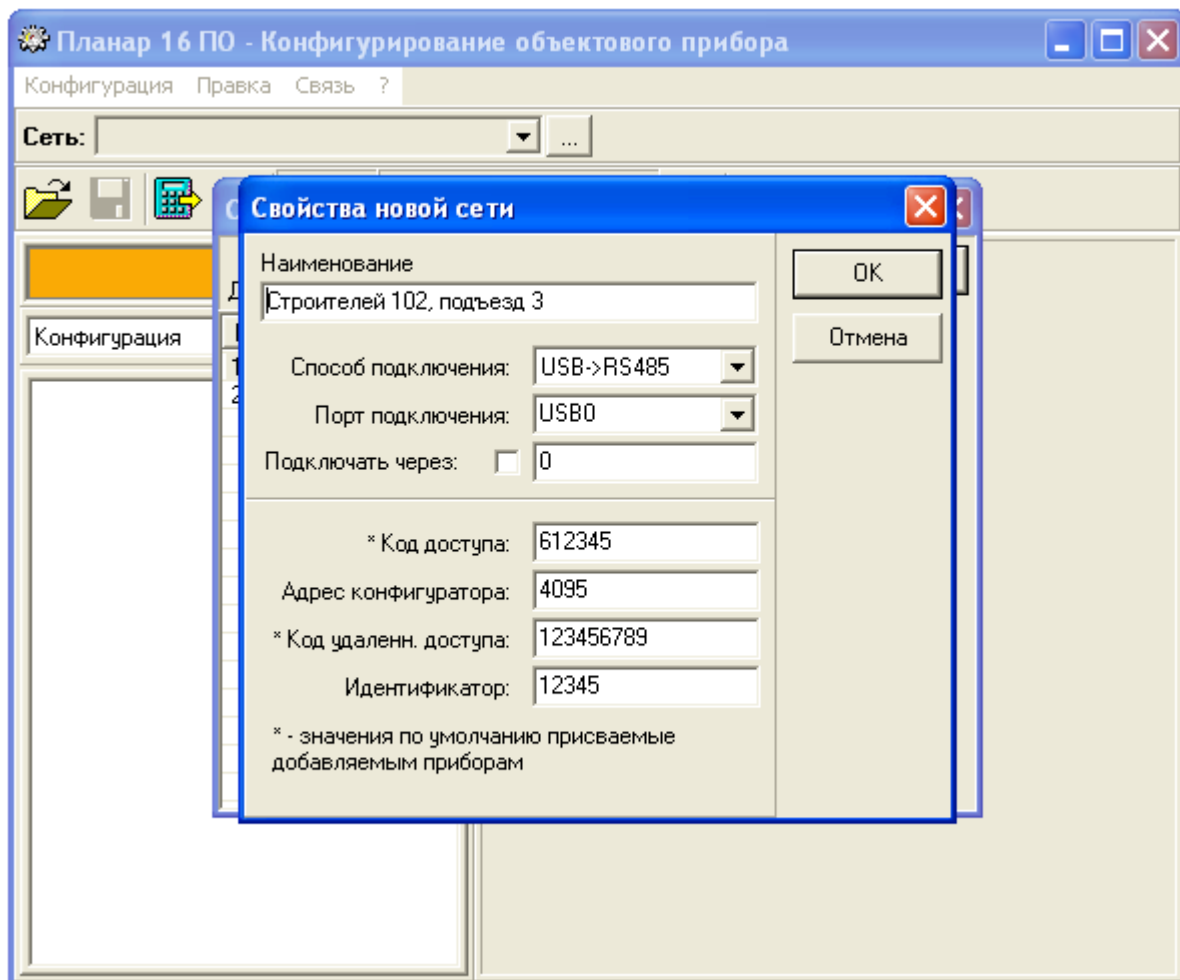 Планар 16 ПО - Конфигурирование объектового прибора
Конфигурация Правка Связь ?
Сеть: ...
Свойства новой сети
Наименование
Строителей 102, подъезд 3
OK
Отмена
Конфигурация
Способ подключения: USB->RS485
Порт подключения: USB0
Подключать через: 0
* Код доступа: 612345
Адрес конфигуратора: 4095
* Код удаленн. доступа: 123456789
Идентификатор: 12345
* - значения по умолчанию присваемые
добавляемым приборам